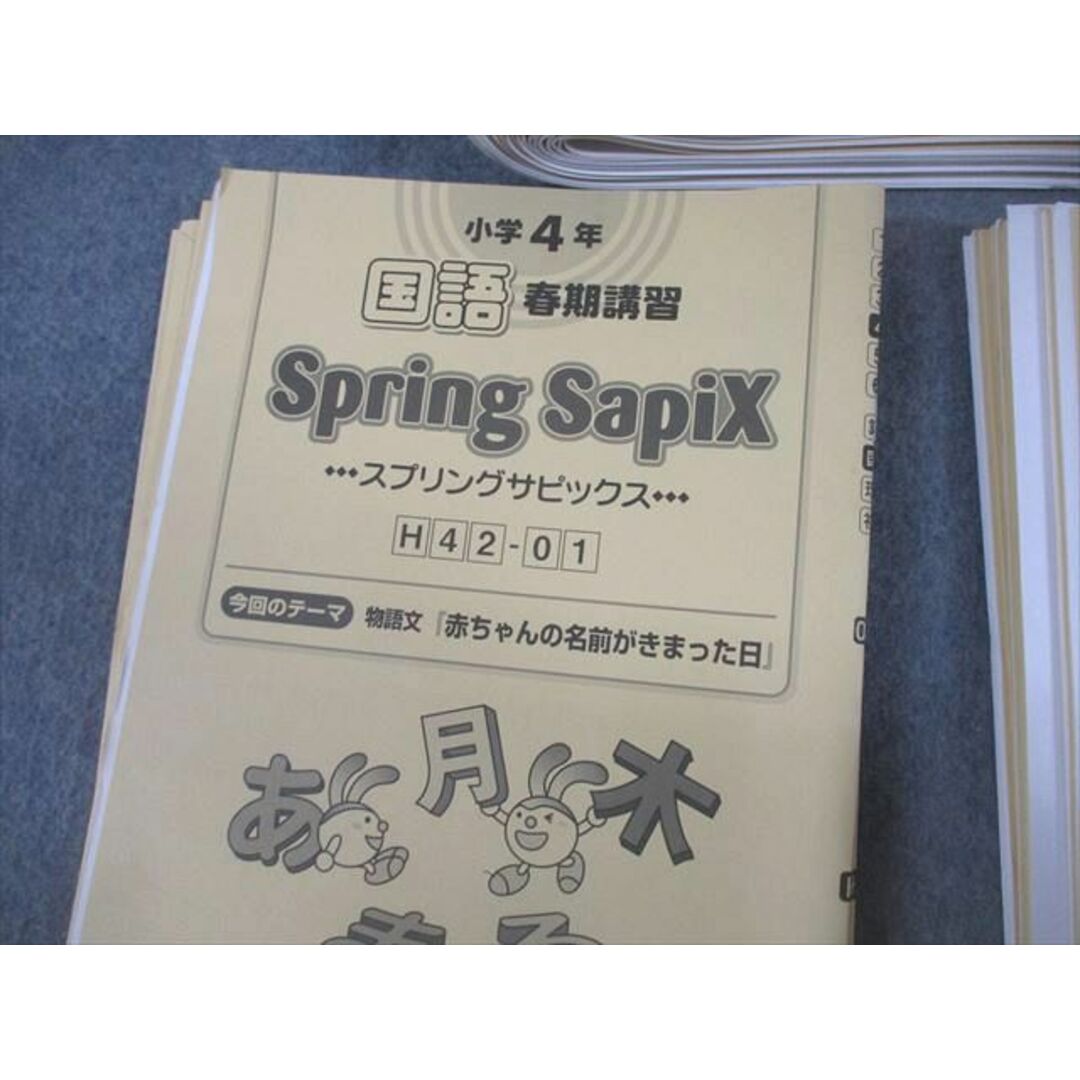 小学4年
国語 春期講習
Spring SapiX
スプリングサピックス
H42-01
今回のテーマ 物語文『赤ちゃんの名前がきまった日』
あ 月 木